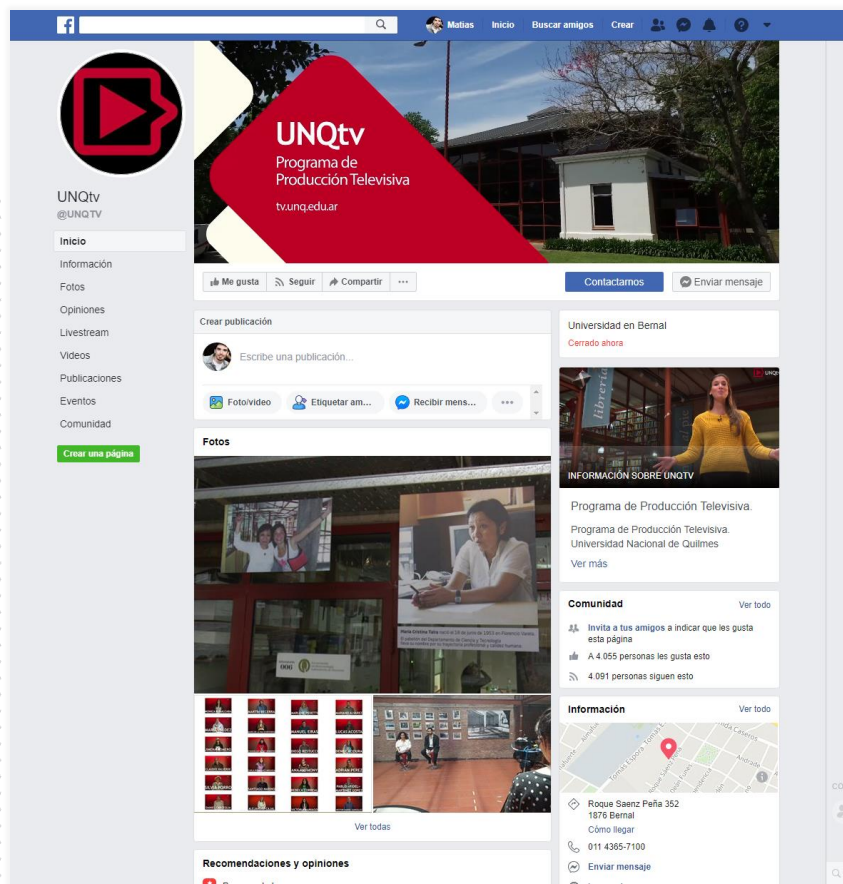 Matias
Inicio
Buscar amigos
Crear
UNQtv
Programa de
Producción Televisiva
tv.unq.edu.ar
UNQtv
@UNQTV
Inicio
Información
Fotos
Opiniones
Livestream
Videos
Publicaciones
Eventos
Comunidad
Crear una página
Me gusta
Seguir
Compartir
Contactarnos
Enviar mensaje
Crear publicación
Escribe una publicación...
Foto/video
Etiquetar am...
Recibir mens...
Fotos
Ver todas
Recomendaciones y opiniones
Universidad en Bernal
Cerrado ahora
librería
INFORMACIÓN SOBRE UNQTV
Programa de Producción Televisiva.
Programa de Producción Televisiva.
Universidad Nacional de Quilmes
Ver más
Comunidad
Ver todo
Invita a tus amigos a indicar que les gusta
esta página
A 4.055 personas les gusta esto
4.091 personas siguen esto
Información
Ver todo
Roque Saenz Peña 352
1876 Bernal
Cómo llegar
011 4365-7100
Enviar mensaje